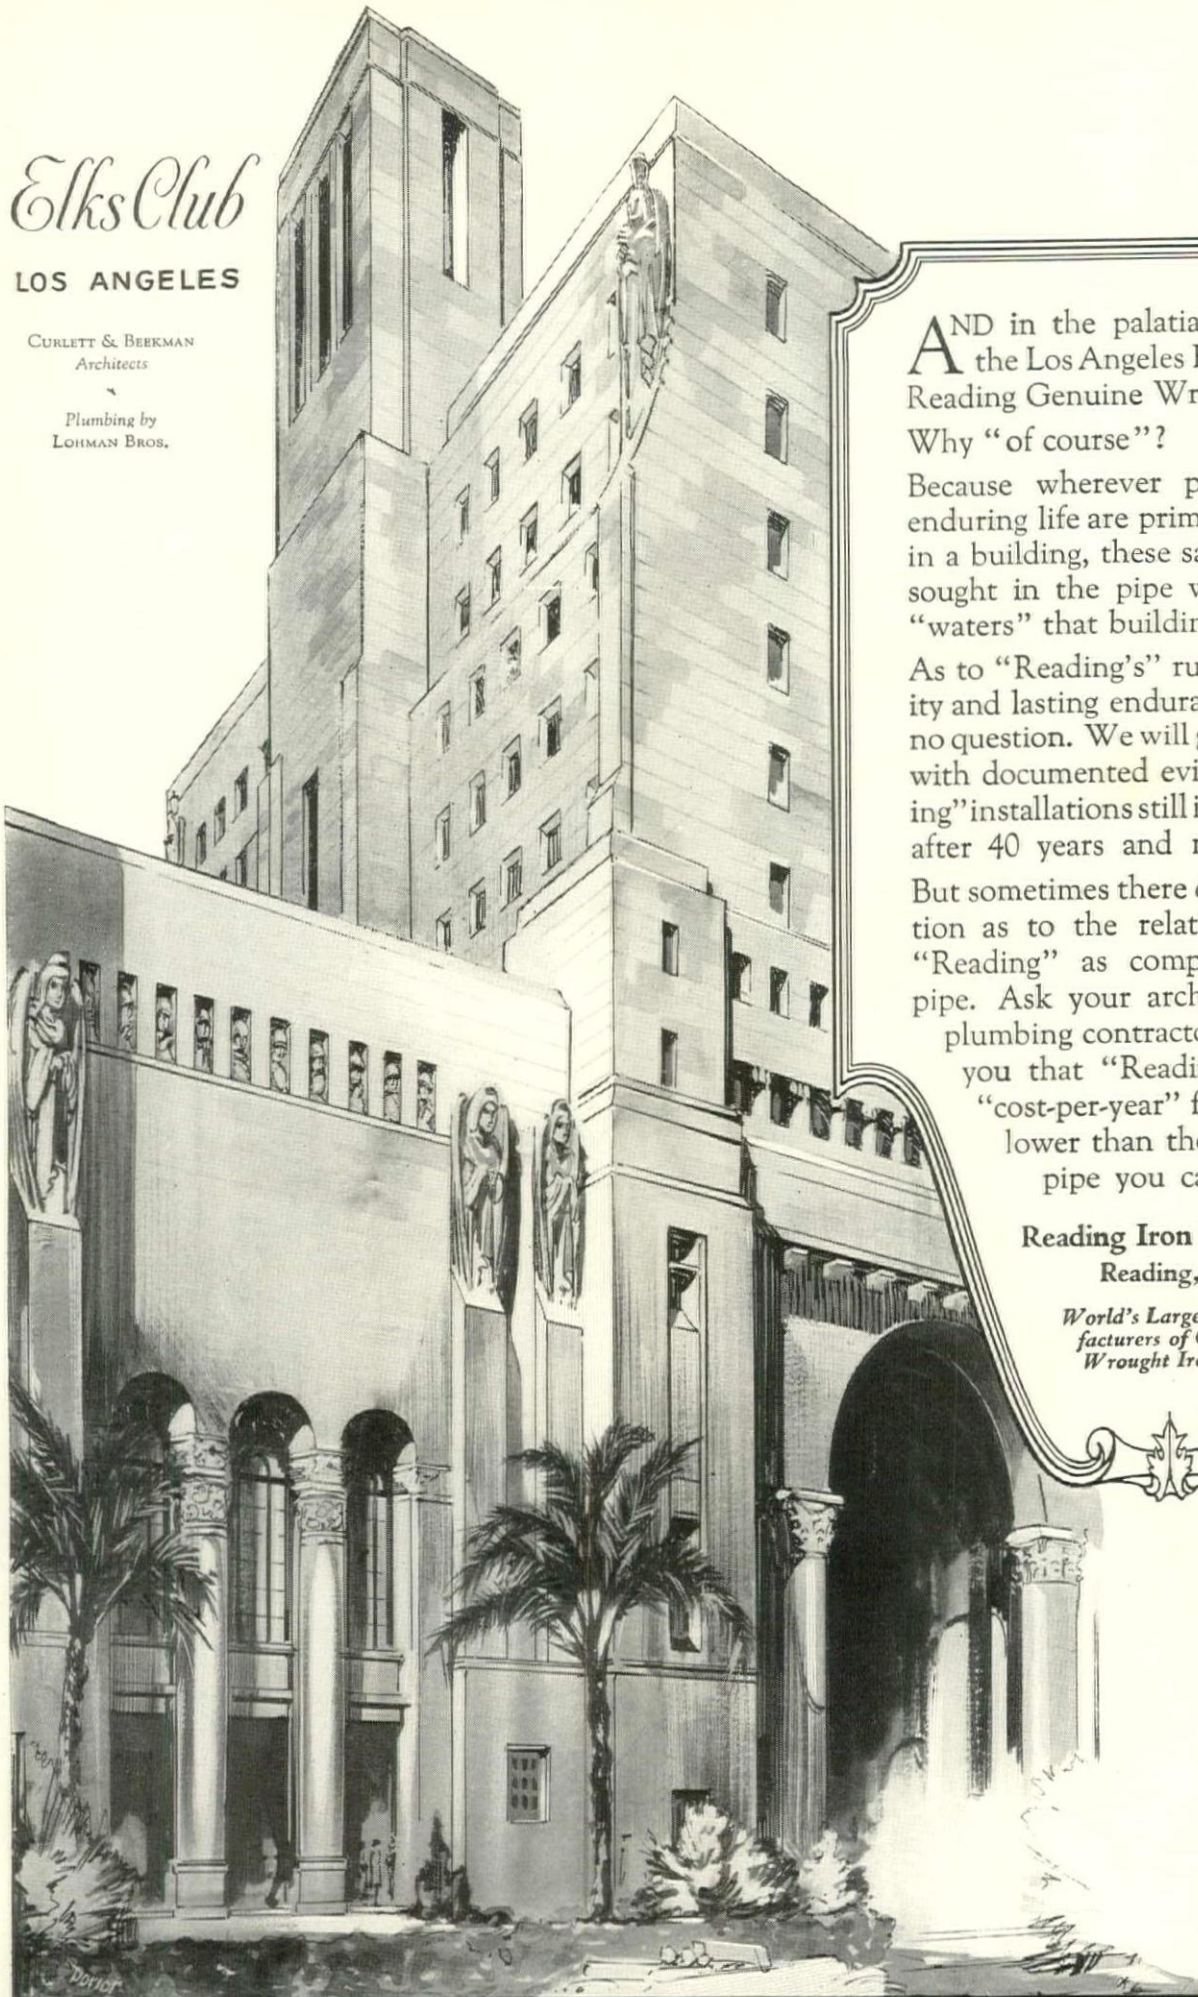 Elks Club
LOS ANGELES
CURLETT & BEEKMAN
Architects
Plumbing by
LOHMAN BROS.
AND in the palatia
the Los Angeles
Reading Genuine Wr
Why "of course"?
Because wherever p
enduring life are prim
in a building, these sa
sought in the pipe
"waters" that buildin
As to "Reading's" ru
ity and lasting endura
no question. We will
with documented evi
ing" installations still i
after 40 years and
But sometimes there
tion as to the relat
"Reading" as comp
pipe. Ask your arch
plumbing contracto
you that "Readi
"cost-per-year" f
lower than the
pipe you ca
Reading Iron
Reading,
World's Large
facturers of
Wrought Iro